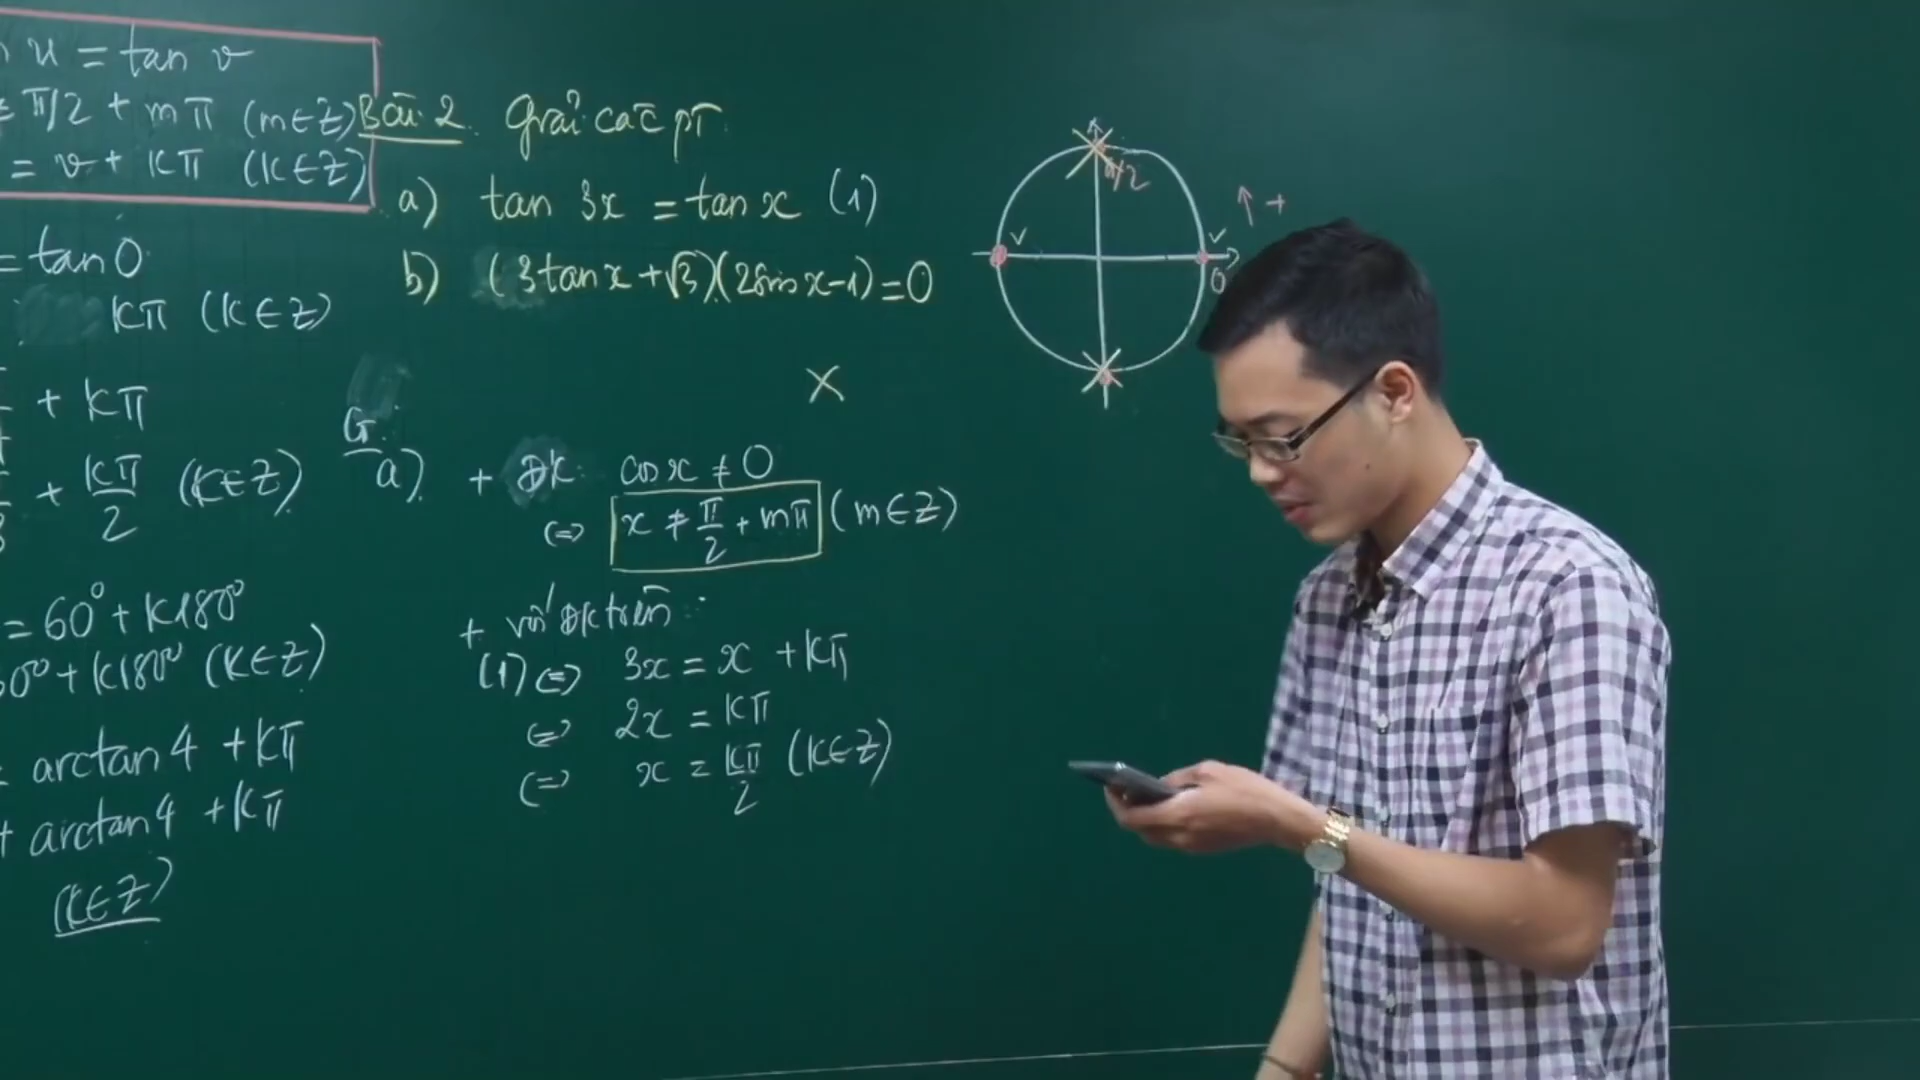 u = tan v
≠ π/2 + mπ (m∈Z)
= v + kπ (k∈Z)
= tan 0
kπ (k∈Z)
+ kπ
+ kπ/2 (k∈Z)
= 60° + k180°
0° + k180° (k∈Z)
= arctan 4 + kπ
+ arctan 4 + kπ
(k∈Z)
Bài 2. Giải các pt
a) tan 3x = tan x (1)
b) (3tan x + √3)(2sin x - 1) = 0
X
G:
a) + ĐK: cos x ≠ 0
<=> x ≠ π/2 + mπ (m∈Z)
+ với ĐK trên:
(1) <=> 3x = x + kπ
<=> 2x = kπ
<=> x = kπ/2 (k∈Z)
π/2
v
v
0
+